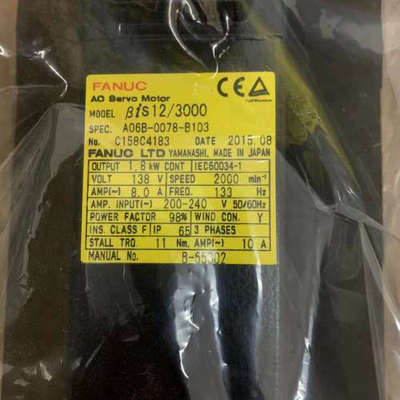 FANUC CE
AC Servo Motor
MODEL βiS12/3000
SPEC. A06B-0078-B103
No. C158C4183 DATE 2015.08
FANUC LTD YAMANASHI, MADE IN JAPAN
OUTPUT 1.8 kW CONT IEC60034-1
VOLT 138 V SPEED 2000 min⁻¹
AMP(~) 8.0 A FREQ. 133 Hz
AMP. INPUT(~) 200-240 V 50/60Hz
POWER FACTOR 98% WIND CON. Y
INS. CLASS F IP 65 3 PHASES
STALL TRQ. 11 Nm. AMP(~) 10 A
MANUAL No. B-65302